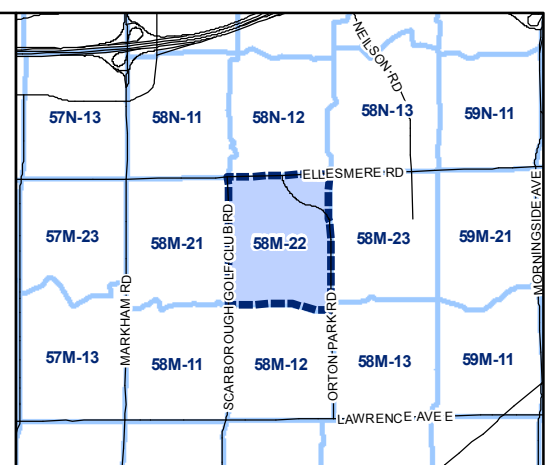 NEILSON RD
57N-13
58N-11
58N-12
58N-13
59N-11
ELLESMERE RD
57M-23
58M-21
58M-22
58M-23
59M-21
MARKHAM RD
SCARBOROUGH GOLF CLUB RD
ORTON PARK RD
MORNINGSIDE AVE
57M-13
58M-11
58M-12
58M-13
59M-11
LAWRENCE AVE E